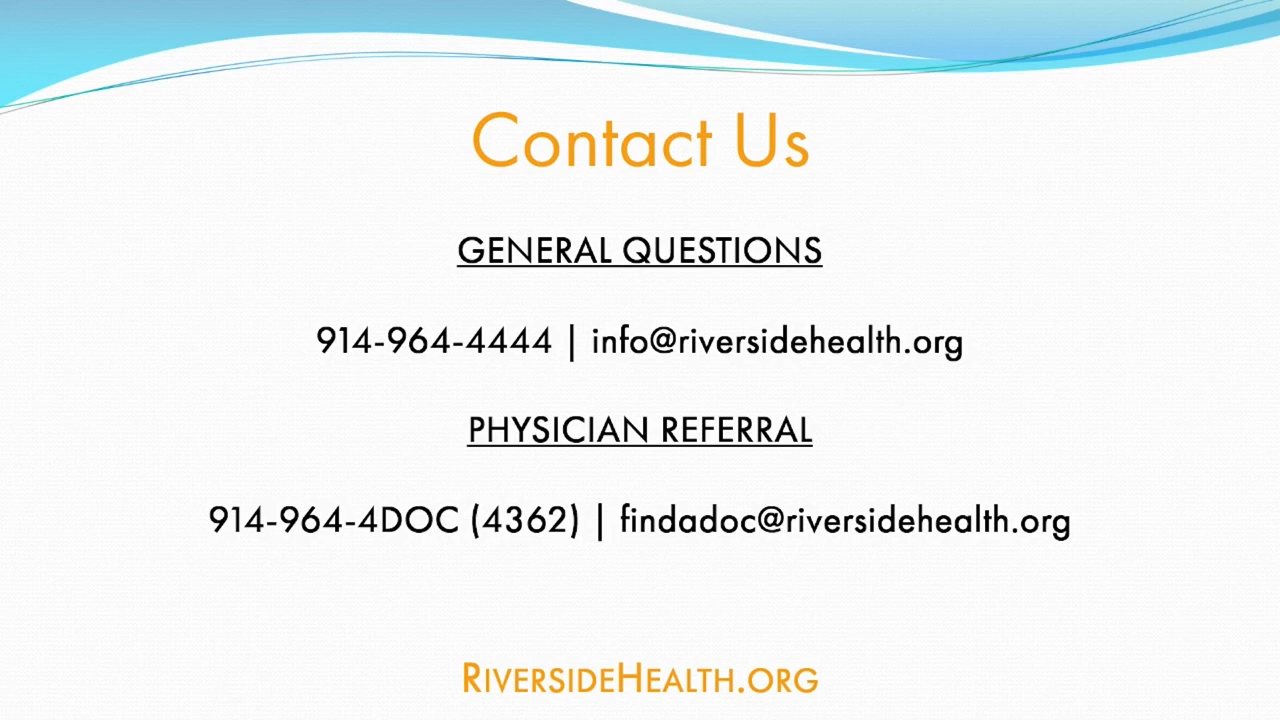 Contact Us
GENERAL QUESTIONS
914-964-4444 | info@riversidehealth.org
PHYSICIAN REFERRAL
914-964-4DOC (4362) | findadoc@riversidehealth.org
RIVERSIDEHEALTH.ORG